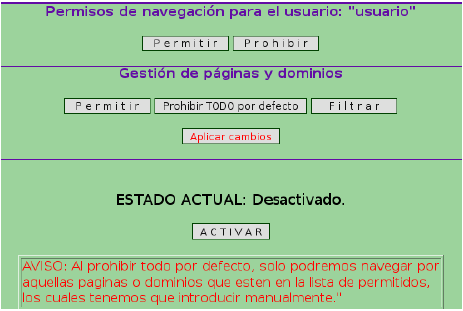 Permisos de navegación para el usuario: "usuario"
Permitir Prohibir
Gestión de páginas y dominios
Permitir Prohibir TODO por defecto Filtrar
Aplicar cambios
ESTADO ACTUAL: Desactivado.
ACTIVAR
AVISO: Al prohibir todo por defecto, solo podremos navegar por
aquellas paginas o dominios que esten en la lista de permitidos,
los cuales tenemos que introducir manualmente."